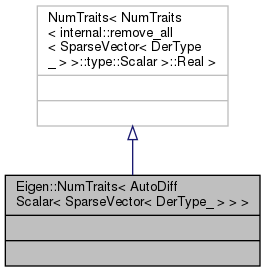 NumTraits< NumTraits
< internal::remove_all
< SparseVector< DerType
_ > >::type::Scalar >::Real >
Eigen::NumTraits< AutoDiff
Scalar< SparseVector< DerType_ > > >